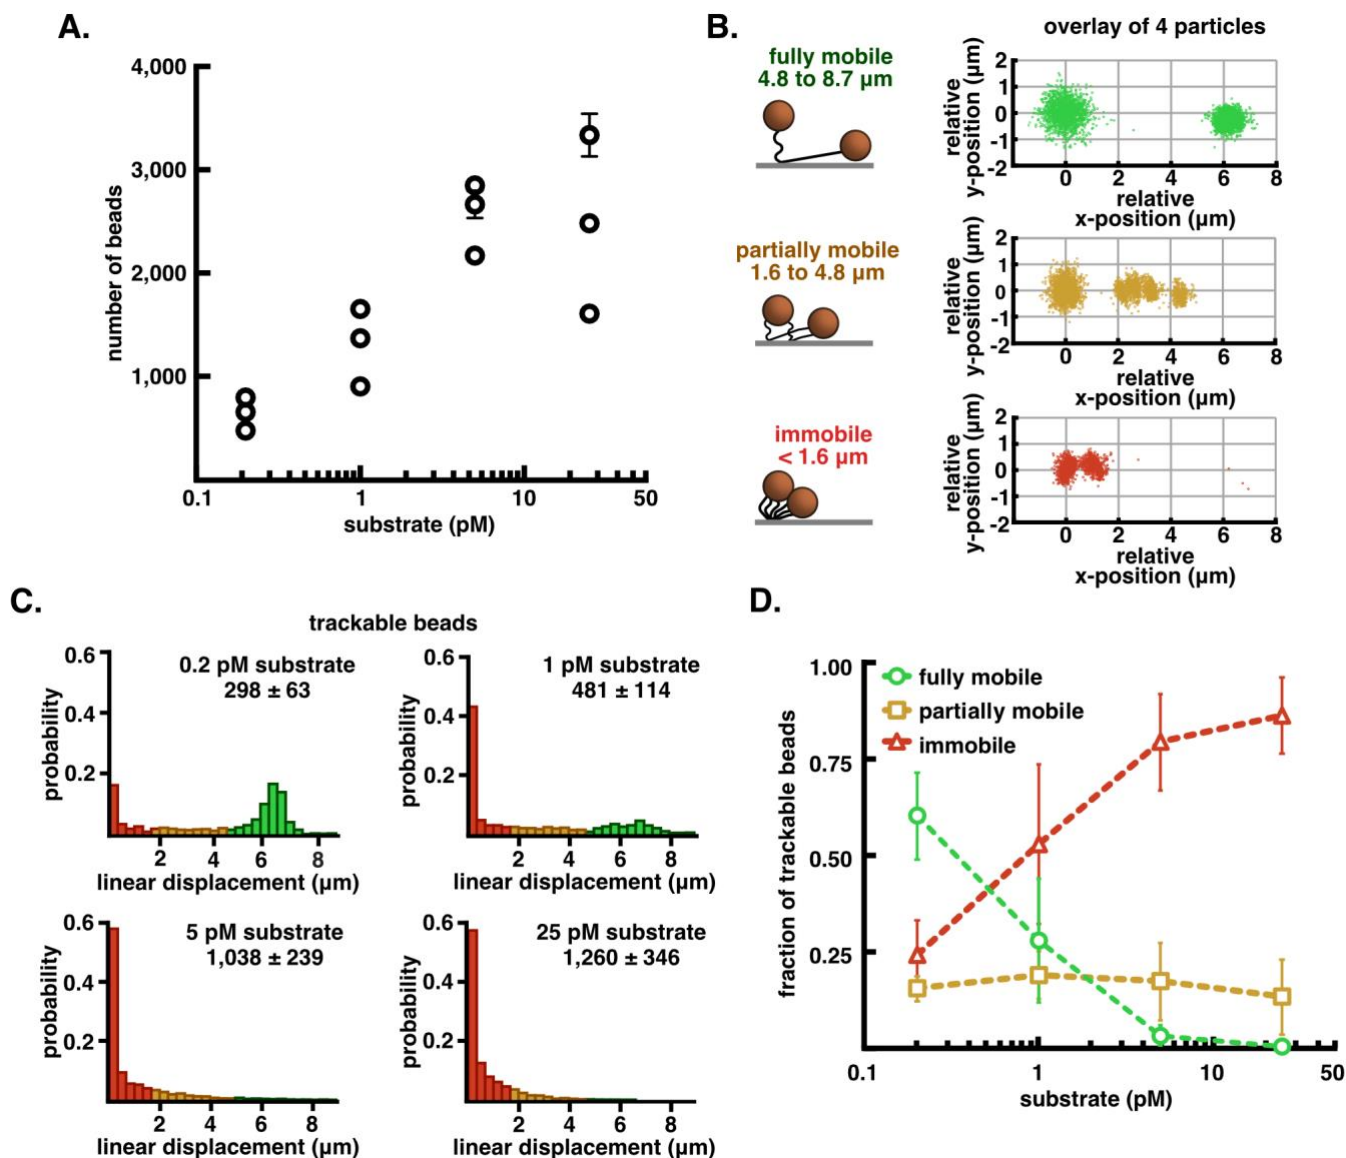 A.
4,000
3,000
2,000
1,000
number of beads
0.1
1
10
50
substrate (pM)
B.
overlay of 4 particles
fully mobile
4.8 to 8.7 μm
relative
y-position (μm)
2
1
0
-1
-2
0
2
4
6
8
relative
x-position (μm)
partially mobile
1.6 to 4.8 μm
relative
y-position (μm)
2
1
0
-1
-2
0
2
4
6
8
relative
x-position (μm)
immobile
< 1.6 μm
relative
y-position (μm)
2
1
0
-1
-2
0
2
4
6
8
relative
x-position (μm)
C.
trackable beads
0.2 pM substrate
298 ± 63
probability
0.6
0.4
0.2
2
4
6
8
linear displacement (μm)
1 pM substrate
481 ± 114
probability
0.6
0.4
0.2
2
4
6
8
linear displacement (μm)
5 pM substrate
1,038 ± 239
probability
0.6
0.4
0.2
2
4
6
8
linear displacement (μm)
25 pM substrate
1,260 ± 346
probability
0.6
0.4
0.2
2
4
6
8
linear displacement (μm)
D.
fully mobile
partially mobile
immobile
fraction of trackable beads
1.00
0.75
0.50
0.25
0.1
1
10
50
substrate (pM)